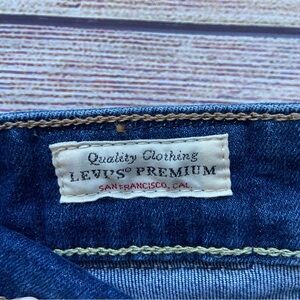 Quality Clothing
LEVI'S® PREMIUM
SAN FRANCISCO, CAL.